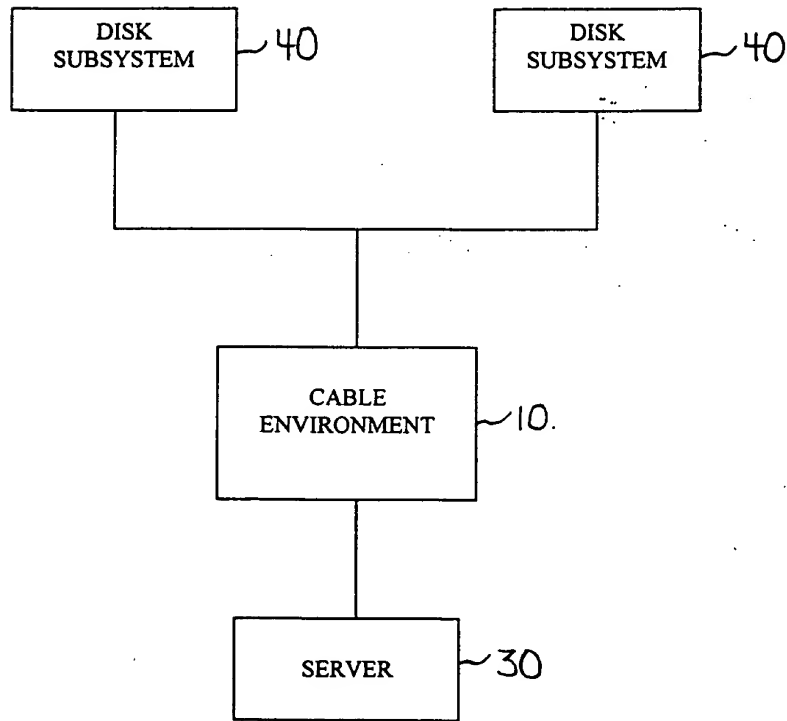 DISK
SUBSYSTEM
40
DISK
SUBSYSTEM
40
CABLE
ENVIRONMENT
10.
SERVER
30